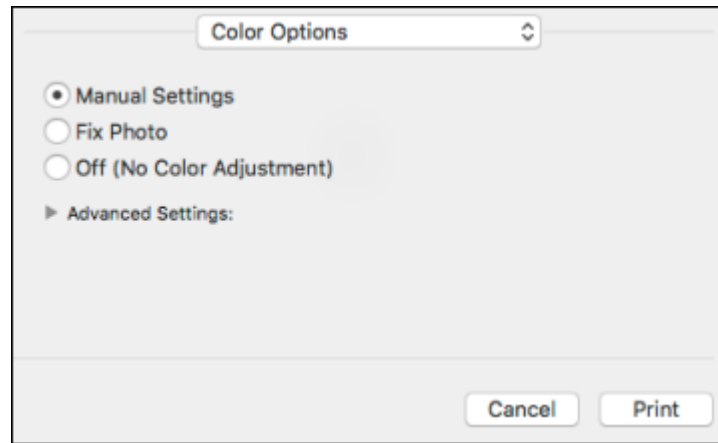 Color Options
Manual Settings
Fix Photo
Off (No Color Adjustment)
Advanced Settings:
Cancel Print